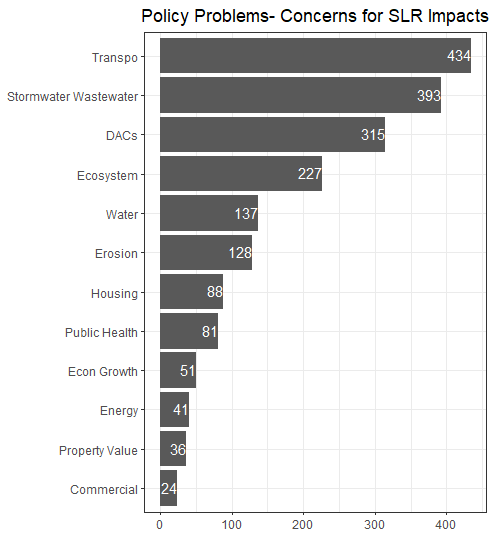 Policy Problems- Concerns for SLR Impacts
Transpo 434
Stormwater Wastewater 393
DACs 315
Ecosystem 227
Water 137
Erosion 128
Housing 88
Public Health 81
Econ Growth 51
Energy 41
Property Value 36
Commercial 24
0 100 200 300 400